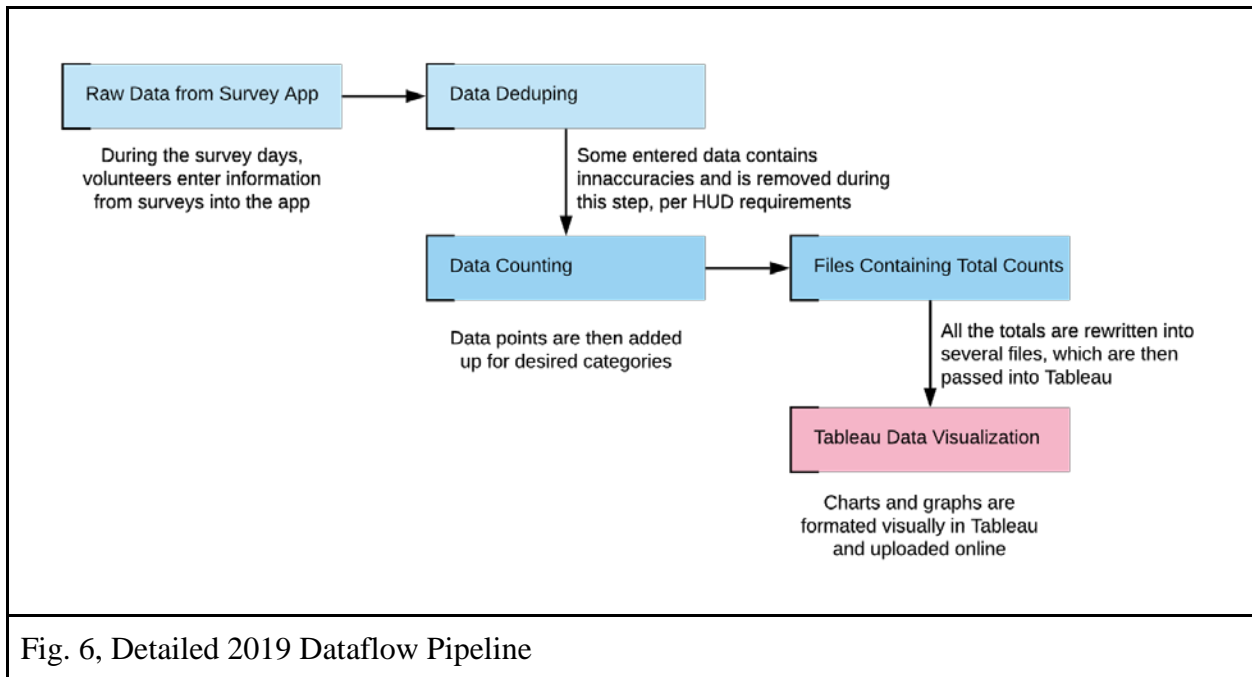 Raw Data from Survey App
Data Deduping
During the survey days,
volunteers enter information
from surveys into the app
Some entered data contains
innaccuracies and is removed during
this step, per HUD requirements
Data Counting
Files Containing Total Counts
Data points are then added
up for desired categories
All the totals are rewritten into
several files, which are then
passed into Tableau
Tableau Data Visualization
Charts and graphs are
formated visually in Tableau
and uploaded online
Fig. 6, Detailed 2019 Dataflow Pipeline